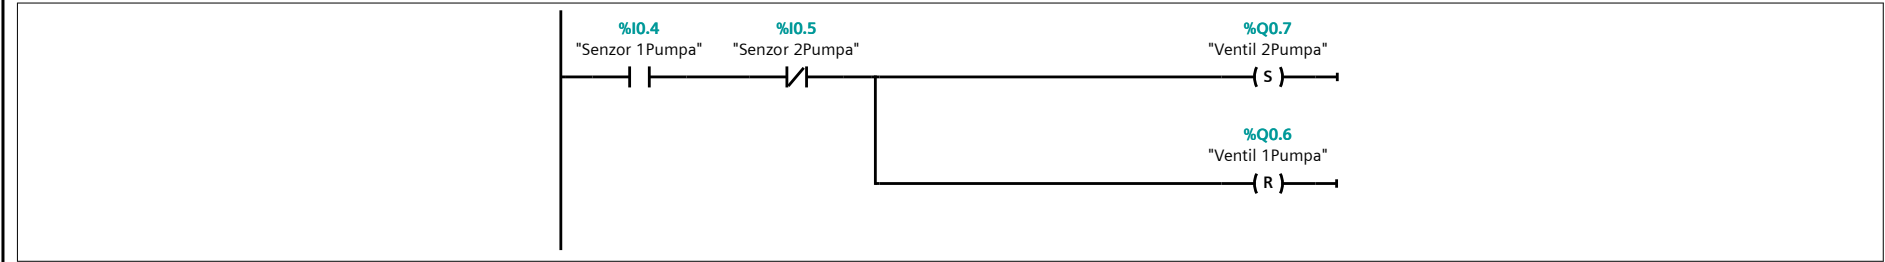 %I0.4 %I0.5 %Q0.7
"Senzor 1Pumpa" "Senzor 2Pumpa" "Ventil 2Pumpa"
S
%Q0.6
"Ventil 1Pumpa"
R